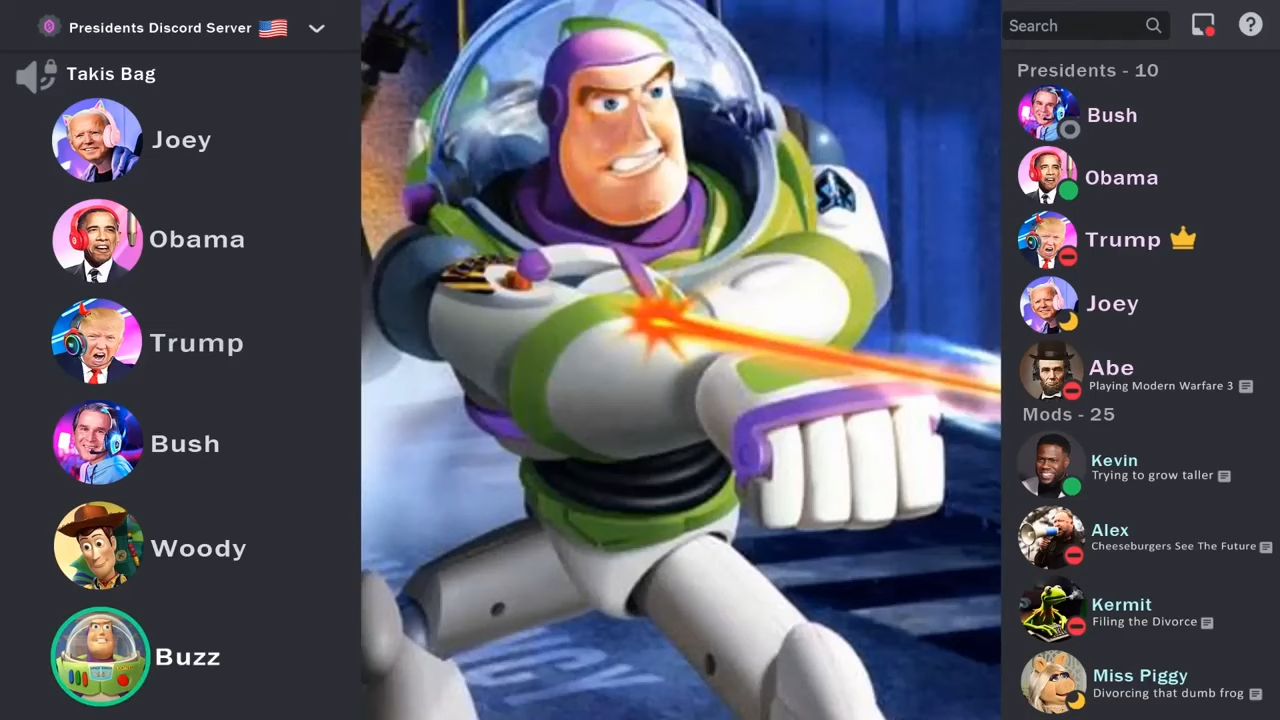 Presidents Discord Server
Takis Bag
Joey
Obama
Trump
Bush
Woody
Buzz
Search
Presidents - 10
Bush
Obama
Trump
Joey
Abe
Playing Modern Warfare 3
Mods - 25
Kevin
Trying to grow taller
Alex
Cheeseburgers See The Future
Kermit
Filing the Divorce
Miss Piggy
Divorcing that dumb frog